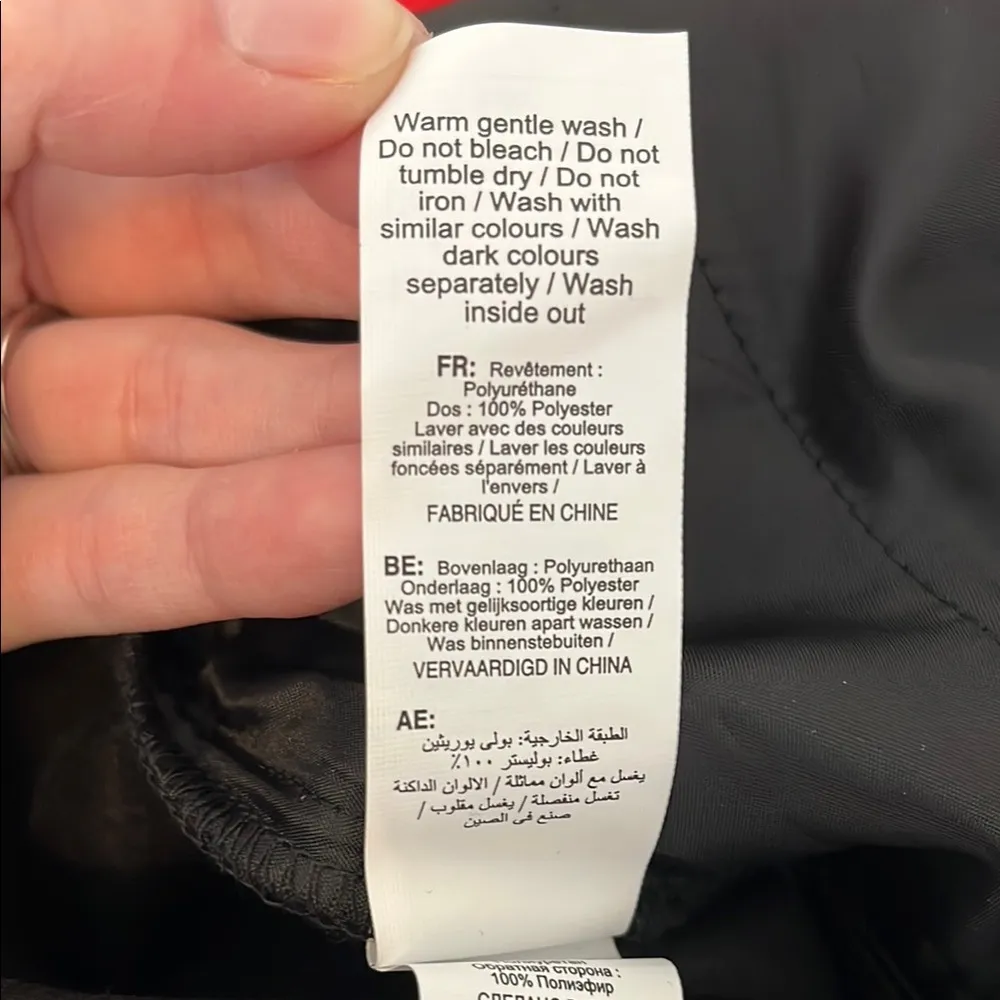 Warm gentle wash /
Do not bleach / Do not
tumble dry / Do not
iron / Wash with
similar colours / Wash
dark colours
separately / Wash
inside out
FR: Revêtement :
Polyuréthane
Dos : 100% Polyester
Laver avec des couleurs
similaires / Laver les couleurs
foncées séparément / Laver à
l'envers /
FABRIQUÉ EN CHINE
BE: Bovenlaag : Polyurethaan
Onderlaag : 100% Polyester
Was met gelijksoortige kleuren /
Donkere kleuren apart wassen /
Was binnenstebuiten /
VERVAARDIGD IN CHINA
AE:
الطبقة الخارجية: بولى يوريثين
غطاء: بوليستر ١٠٠٪
يغسل مع ألوان مماثلة / الالوان الداكنة
تغسل منفصلة / يغسل مقلوب /
صنع فى الصين
Обратная сторона :
100% Полиэфир